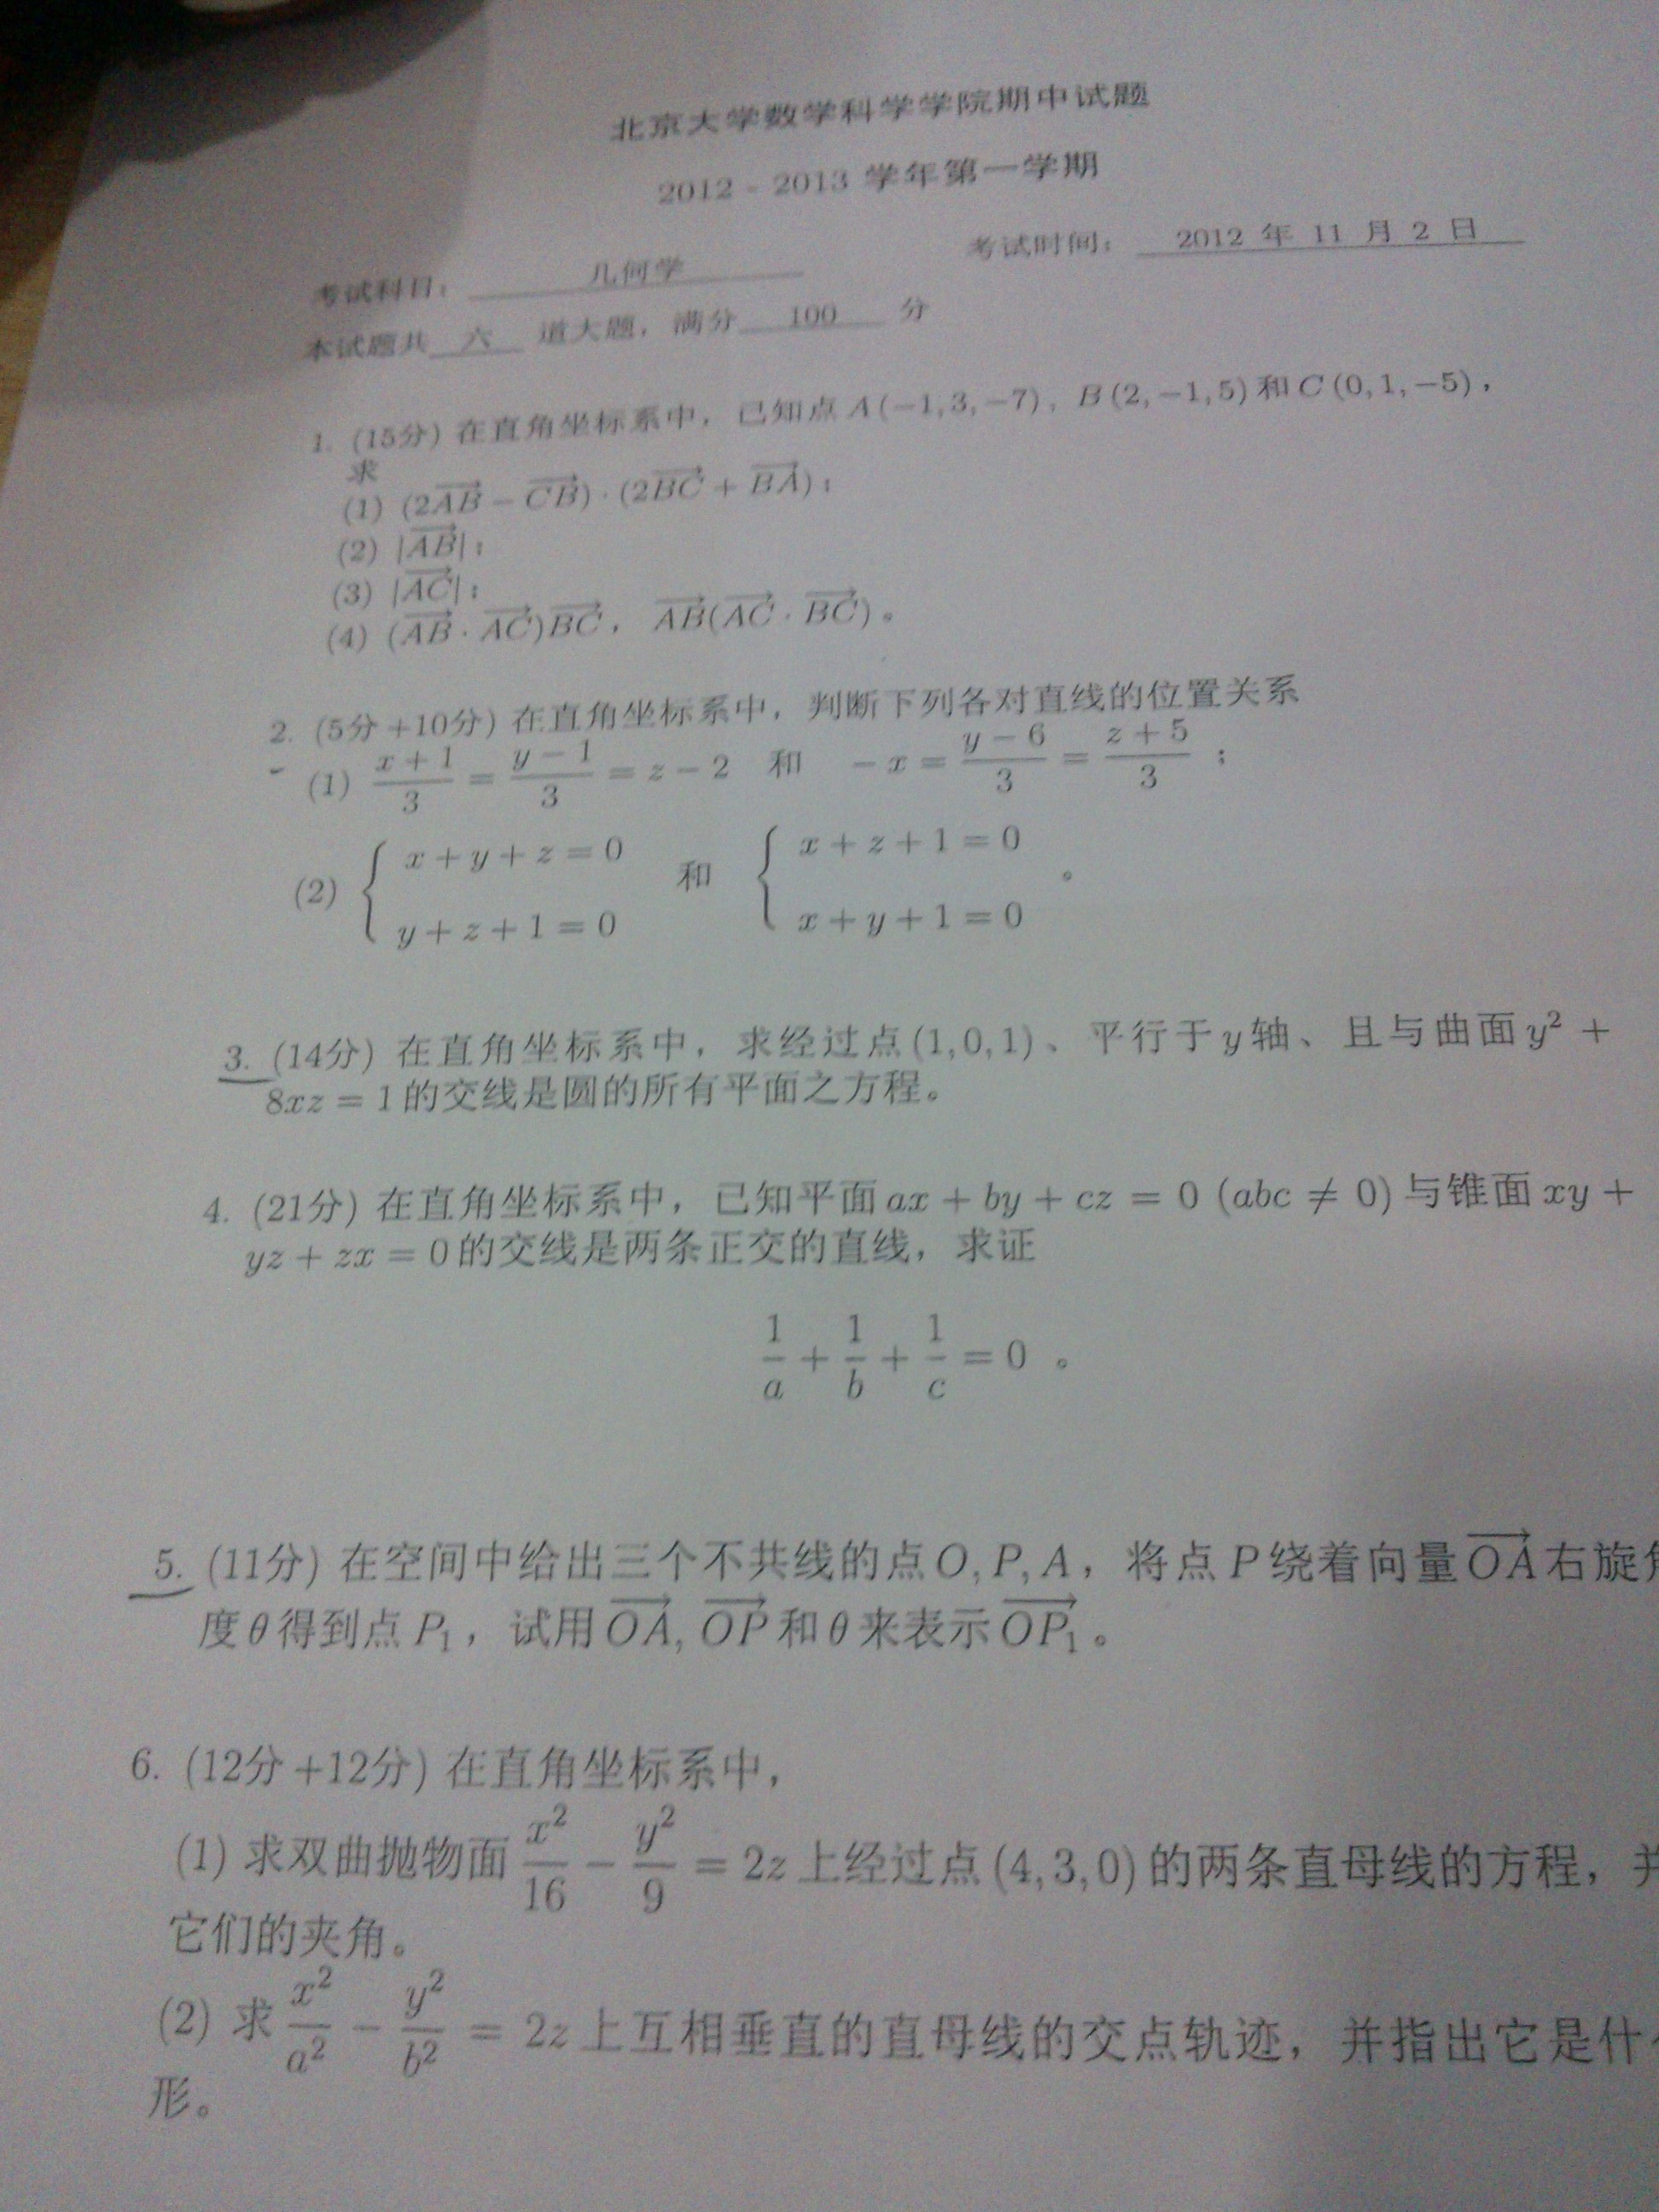 北京大学数学科学学院期中试题
2012 - 2013 学年第一学期
考试科目： 几何学 考试时间： 2012 年 11 月 2 日
本试题共 六 道大题，满分 100 分
1. (15分) 在直角坐标系中，已知点 A(−1,3,−7), B(2,−1,5) 和 C(0,1,−5)，
求
(1) (2\overrightarrow{AB} − \overrightarrow{CB}) · (2\overrightarrow{BC} + \overrightarrow{BA})；
(2) |\overrightarrow{AB}|；
(3) |\overrightarrow{AC}|；
(4) (\overrightarrow{AB} · \overrightarrow{AC})\overrightarrow{BC}， \overrightarrow{AB}(\overrightarrow{AC} · \overrightarrow{BC})。
2. (5分+10分) 在直角坐标系中，判断下列各对直线的位置关系
(1) \frac{x+1}{3} = \frac{y−1}{3} = z − 2 和 −x = \frac{y−6}{3} = \frac{z+5}{3}；
(2) \begin{cases} x+y+z=0 \\ y+z+1=0 \end{cases} 和 \begin{cases} x+z+1=0 \\ x+y+1=0 \end{cases}。
3. (14分) 在直角坐标系中，求经过点 (1,0,1)、平行于 y 轴、且与曲面 y² +
8xz = 1 的交线是圆的所有平面之方程。
4. (21分) 在直角坐标系中，已知平面 ax + by + cz = 0 (abc ≠ 0) 与锥面 xy +
yz + zx = 0 的交线是两条正交的直线，求证
\frac{1}{a} + \frac{1}{b} + \frac{1}{c} = 0 。
5. (11分) 在空间中给出三个不共线的点 O, P, A，将点 P 绕着向量 \overrightarrow{OA} 右旋角
度 θ 得到点 P₁，试用 \overrightarrow{OA}, \overrightarrow{OP} 和 θ 来表示 \overrightarrow{OP₁}。
6. (12分+12分) 在直角坐标系中，
(1) 求双曲抛物面 \frac{x²}{16} − \frac{y²}{9} = 2z 上经过点 (4,3,0) 的两条直母线的方程，并
它们的夹角。
(2) 求 \frac{x²}{a²} − \frac{y²}{b²} = 2z 上互相垂直的直母线的交点轨迹，并指出它是什
形。